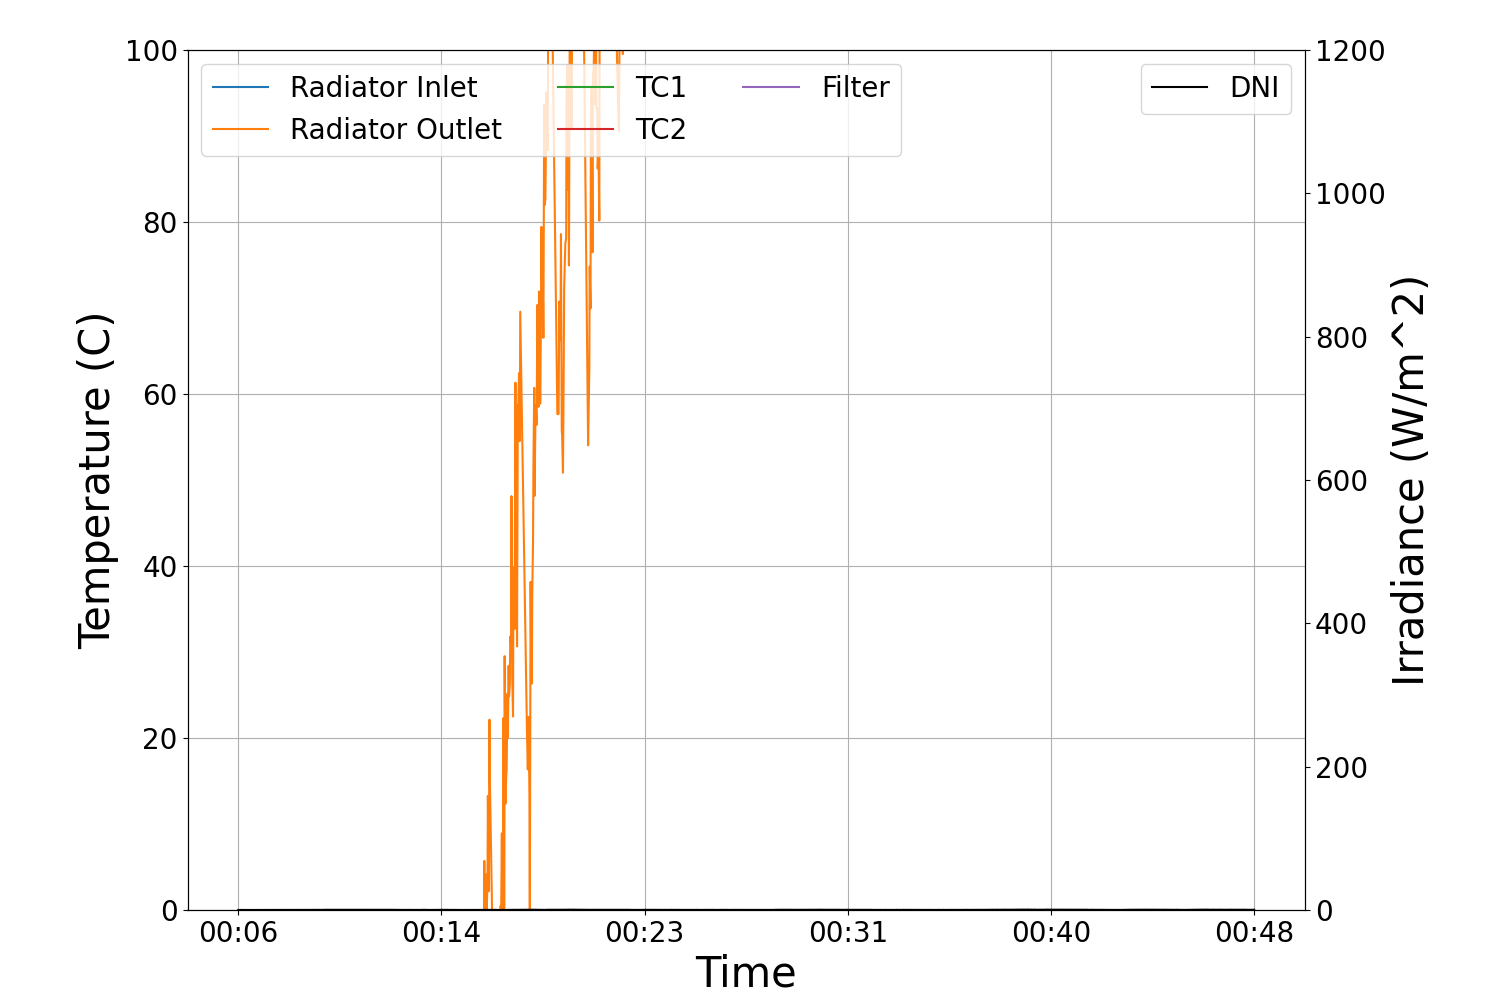 100
80
60
40
20
0
Temperature (C)
Radiator Inlet
Radiator Outlet
TC1
TC2
Filter
DNI
1200
1000
800
600
400
200
0
Irradiance (W/m^2)
00:06 00:14 00:23 00:31 00:40 00:48
Time